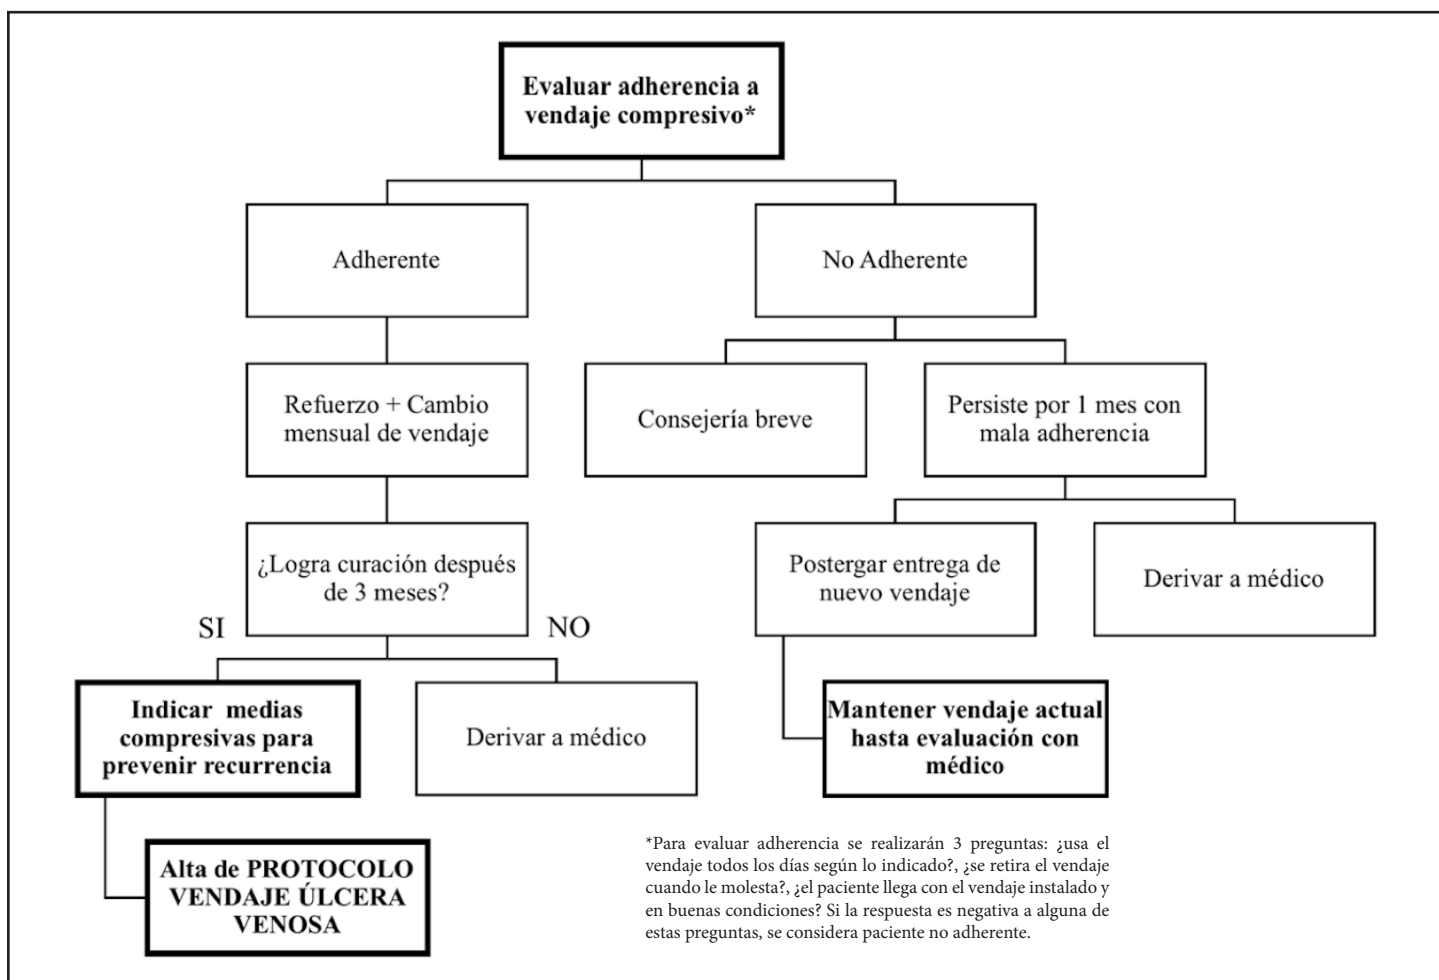 Evaluar adherencia a
vendaje compresivo*
Adherente
No Adherente
Refuerzo + Cambio
mensual de vendaje
Consejería breve
Persiste por 1 mes con
mala adherencia
¿Logra curación después
de 3 meses?
Postergar entrega de
nuevo vendaje
Derivar a médico
SI
NO
Indicar medias
compresivas para
prevenir recurrencia
Derivar a médico
Mantener vendaje actual
hasta evaluación con
médico
Alta de PROTOCOLO
VENDAJE ÚLCERA
VENOSA
*Para evaluar adherencia se realizarán 3 preguntas: ¿usa el
vendaje todos los días según lo indicado?, ¿se retira el vendaje
cuando le molesta?, ¿el paciente llega con el vendaje instalado y
en buenas condiciones? Si la respuesta es negativa a alguna de
estas preguntas, se considera paciente no adherente.